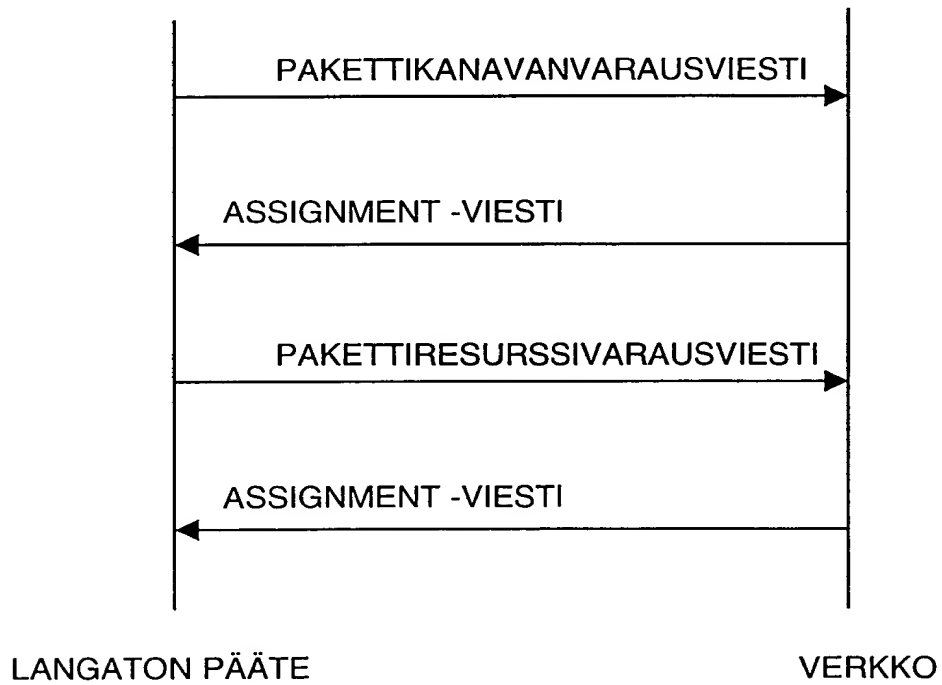 PAKETTIKANAVANVARAUSVIESTI
ASSIGNMENT -VIESTI
PAKETTIRESURSSIVARAUSVIESTI
ASSIGNMENT -VIESTI
LANGATON PÄÄTE
VERKKO